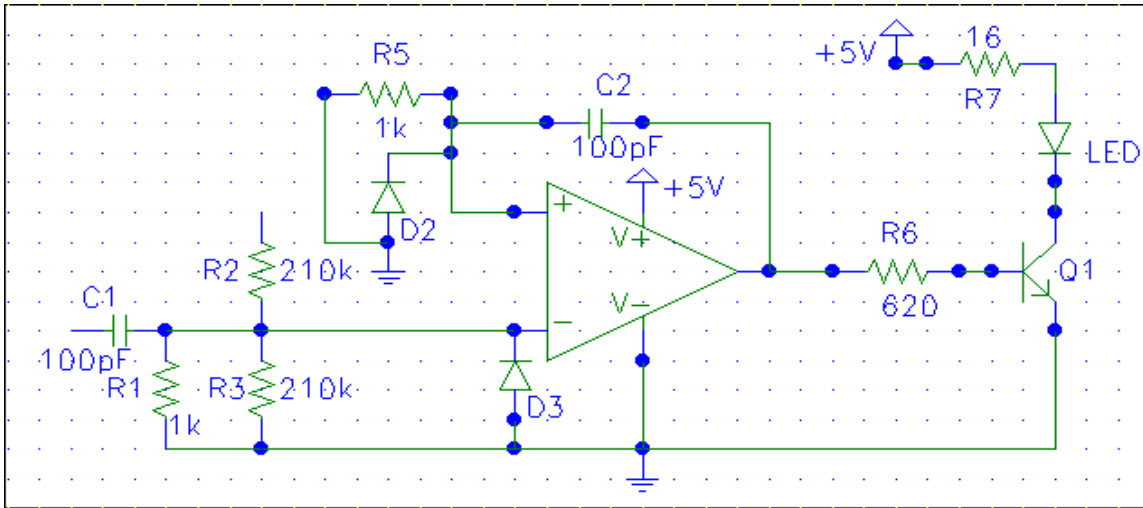 +5V
16
R7
R5
1k
C2
100pF
LED
+5V
D2
+
V+
R2
210k
R6
620
Q1
C1
100pF
V-
-
R1
1k
R3
210k
D3